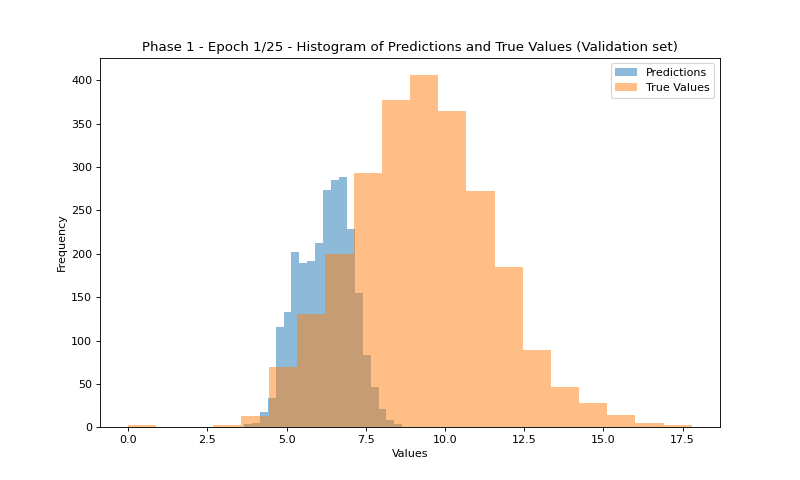 Phase 1 - Epoch 1/25 - Histogram of Predictions and True Values (Validation set)
Predictions
True Values
400
350
300
250
200
150
100
50
0
Frequency
0.0 2.5 5.0 7.5 10.0 12.5 15.0 17.5
Values